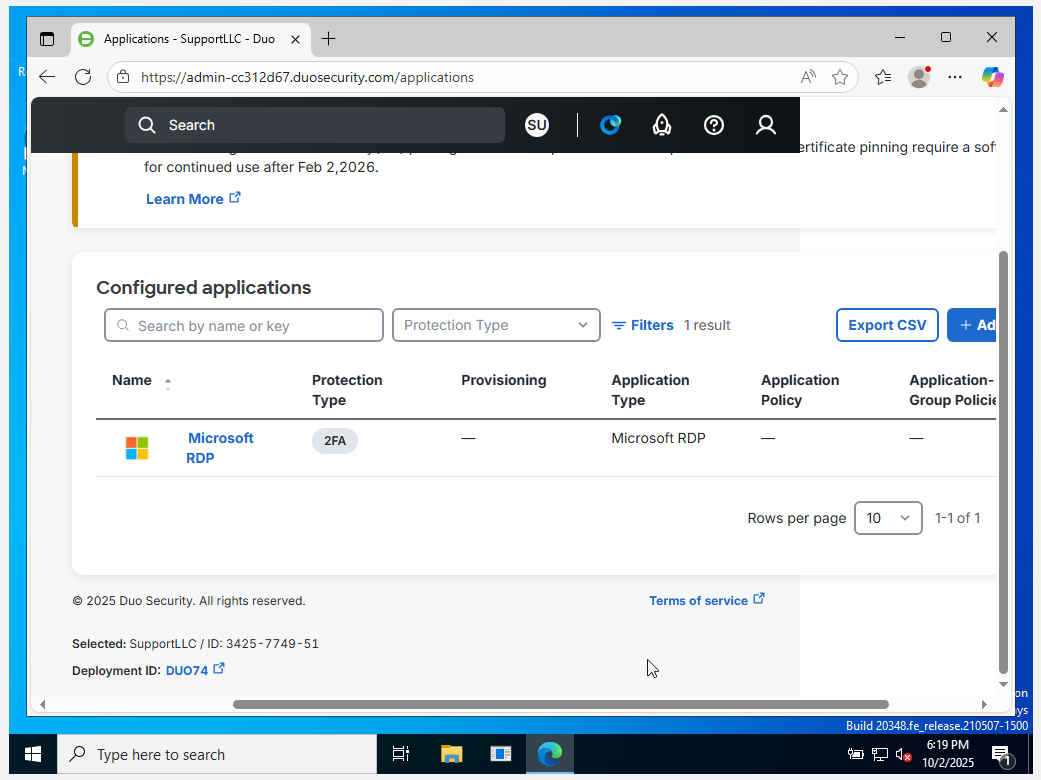 Applications - SupportLLC - Duo
https://admin-cc312d67.duosecurity.com/applications
Search
SU
ertificate pinning require a sof
for continued use after Feb 2,2026.
Learn More
Configured applications
Search by name or key
Protection Type
Filters
1 result
Export CSV
+ Ad
Name
Protection Type
Provisioning
Application Type
Application Policy
Application-Group Policie
Microsoft RDP
2FA
—
Microsoft RDP
—
—
Rows per page
10
1-1 of 1
© 2025 Duo Security. All rights reserved.
Terms of service
Selected: SupportLLC / ID: 3425-7749-51
Deployment ID: DUO74
on
ys
Build 20348.fe_release.210507-1500
Type here to search
6:19 PM
10/2/2025
1